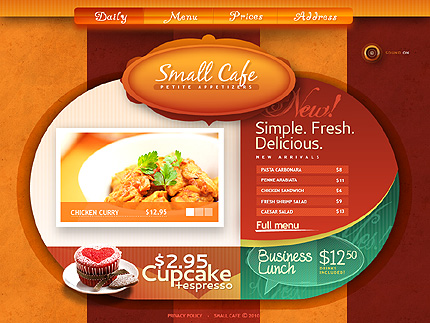 Daily Menu Prices Address
SOUND ON
Small Cafe
PETITE APPETIZERS
New!
Simple. Fresh.
Delicious.
NEW ARRIVALS
PASTA CARBONARA $8
PENNE ARABIATA $11
CHICKEN SANDWICH $6
FRESH SHRIMP SALAD $9
CAESAR SALAD $13
Full menu
CHICKEN CURRY $12.95
$2.95
Cupcake
+espresso
Business
Lunch
$12.50
DRINKS
INCLUDED!
PRIVACY POLICY SMALL CAFE © 2010